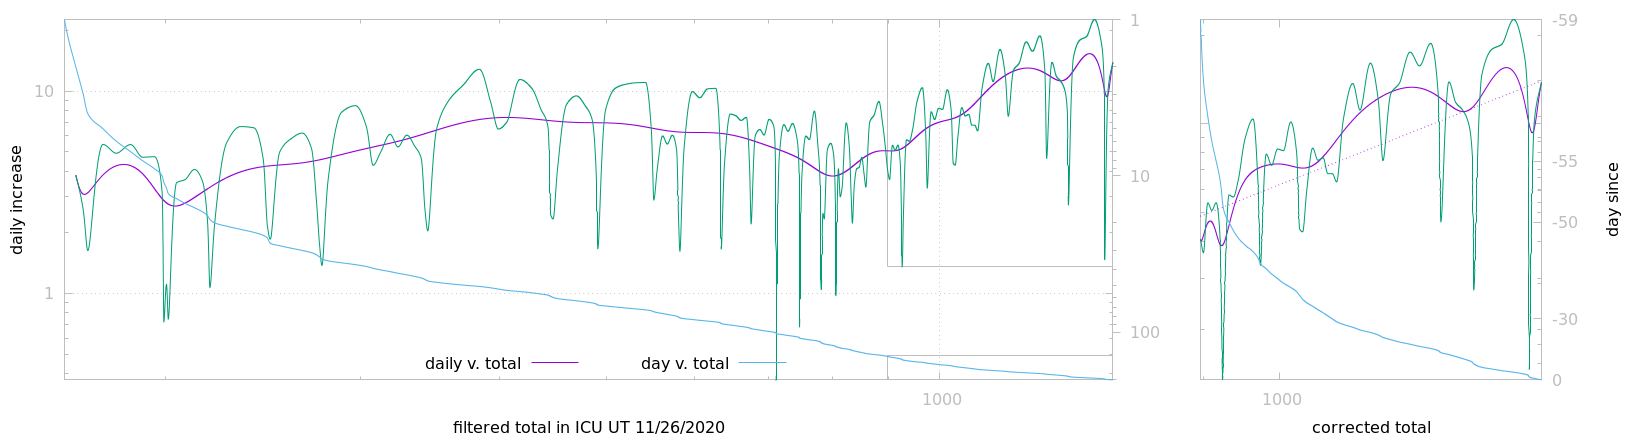 1
-59
10
daily increase
-55
10
-50
day since
1
-30
100
daily v. total
day v. total
0
1000
1000
filtered total in ICU UT 11/26/2020
corrected total